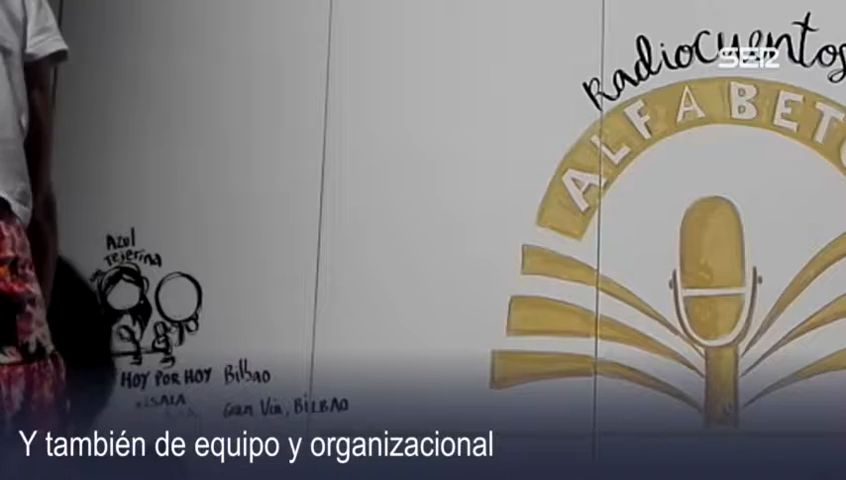 Radiocuentos
SER
ALFABETO
Azul
Tejerina
HOY POR HOY Bilbao
Gran Vía, BILBAO
Y también de equipo y organizacional